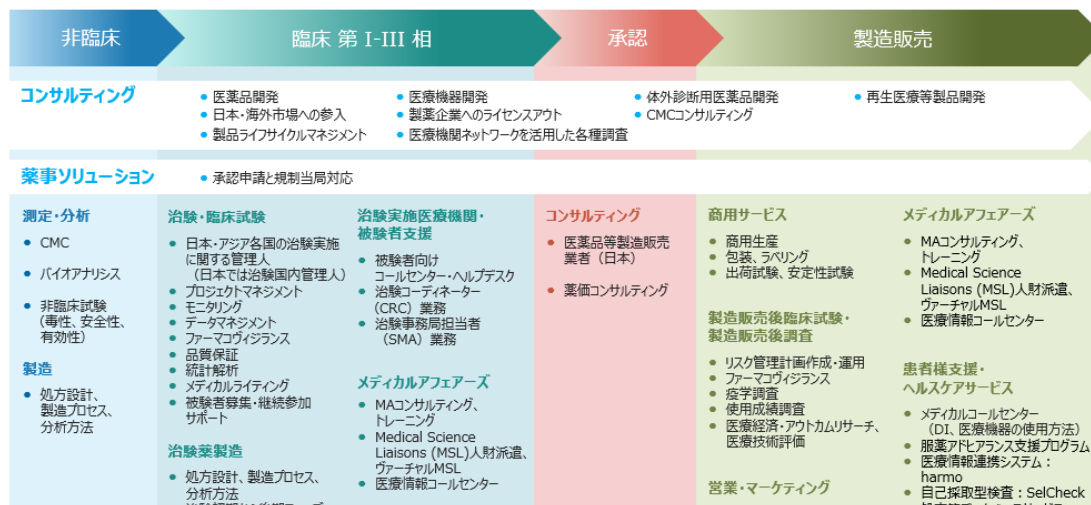 非臨床
臨床 第 I-III 相
承認
製造販売
コンサルティング
● 医薬品開発
● 日本・海外市場への参入
● 製品ライフサイクルマネジメント
● 医療機器開発
● 製薬企業へのライセンスアウト
● 医療機関ネットワークを活用した各種調査
● 体外診断用医薬品開発
● CMCコンサルティング
● 再生医療等製品開発
薬事ソリューション
● 承認申請と規制当局対応
測定・分析
● CMC
● バイオアナリシス
● 非臨床試験
(毒性、安全性、
有効性)
製造
● 処方設計、
製造プロセス、
分析方法
治験・臨床試験
● 日本・アジア各国の治験実施
に関する管理人
（日本では治験国内管理人）
● プロジェクトマネジメント
● モニタリング
● データマネジメント
● ファーマコヴィジランス
● 品質保証
● 統計解析
● メディカルライティング
● 被験者募集・継続参加
サポート
治験薬製造
● 処方設計、製造プロセス、
分析方法
治験実施医療機関・
被験者支援
● 被験者向け
コールセンター・ヘルプデスク
● 治験コーディネーター
（CRC）業務
● 治験事務局担当者
（SMA）業務
メディカルアフェアーズ
● MAコンサルティング、
トレーニング
● Medical Science
Liaisons (MSL)人財派遣、
ヴァーチャルMSL
● 医療情報コールセンター
コンサルティング
● 医薬品等製造販売
業者（日本）
● 薬価コンサルティング
商用サービス
● 商用生産
● 包装、ラベリング
● 出荷試験、安定性試験
製造販売後臨床試験・
製造販売後調査
● リスク管理計画作成・運用
● ファーマコヴィジランス
● 疫学調査
● 使用成績調査
● 医療経済・アウトカムリサーチ、
医療技術評価
営業・マーケティング
メディカルアフェアーズ
● MAコンサルティング、
トレーニング
● Medical Science
Liaisons (MSL)人財派遣、
ヴァーチャルMSL
● 医療情報コールセンター
患者様支援・
ヘルスケアサービス
● メディカルコールセンター
（DI、医療機器の使用方法）
● 服薬アドヒアランス支援プログラム
● 医療情報連携システム：
harmo
● 自己採取型検査：SelCheck